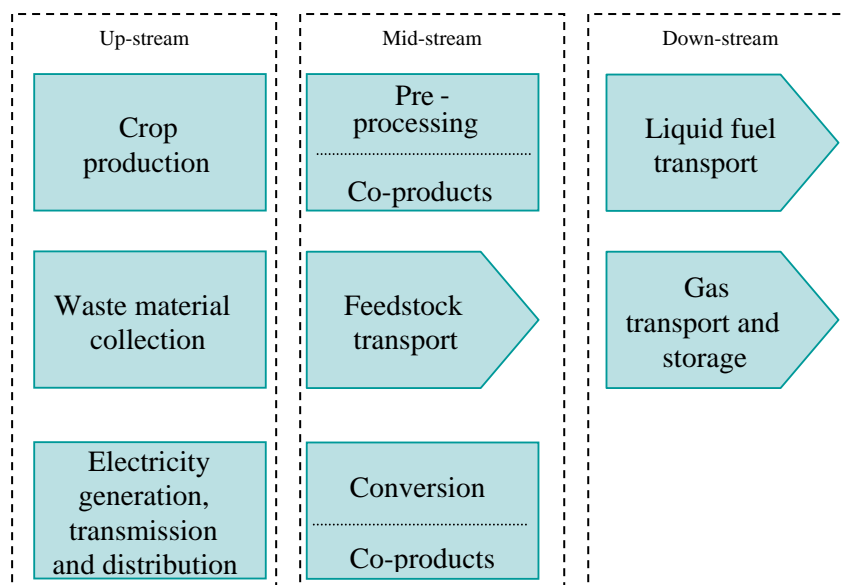 Up-stream
Crop
production
Waste material
collection
Electricity
generation,
transmission
and distribution
Mid-stream
Pre -
processing
Co-products
Feedstock
transport
Conversion
Co-products
Down-stream
Liquid fuel
transport
Gas
transport and
storage